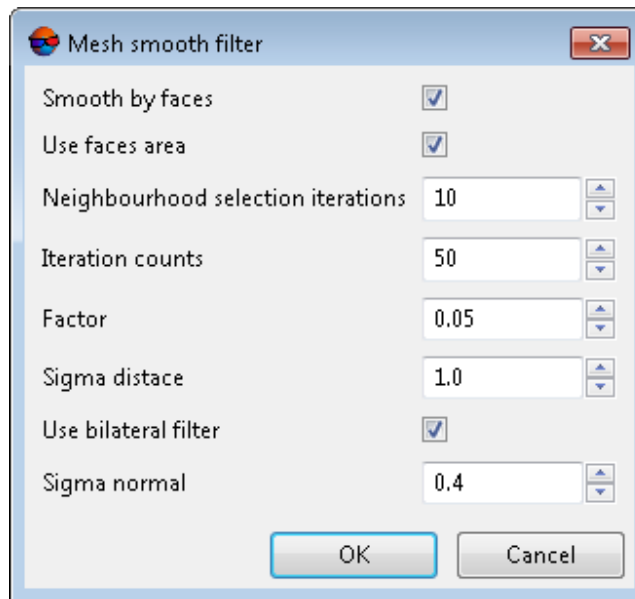 Mesh smooth filter
Smooth by faces
Use faces area
Neighbourhood selection iterations 10
Iteration counts 50
Factor 0.05
Sigma distace 1.0
Use bilateral filter
Sigma normal 0.4
OK Cancel